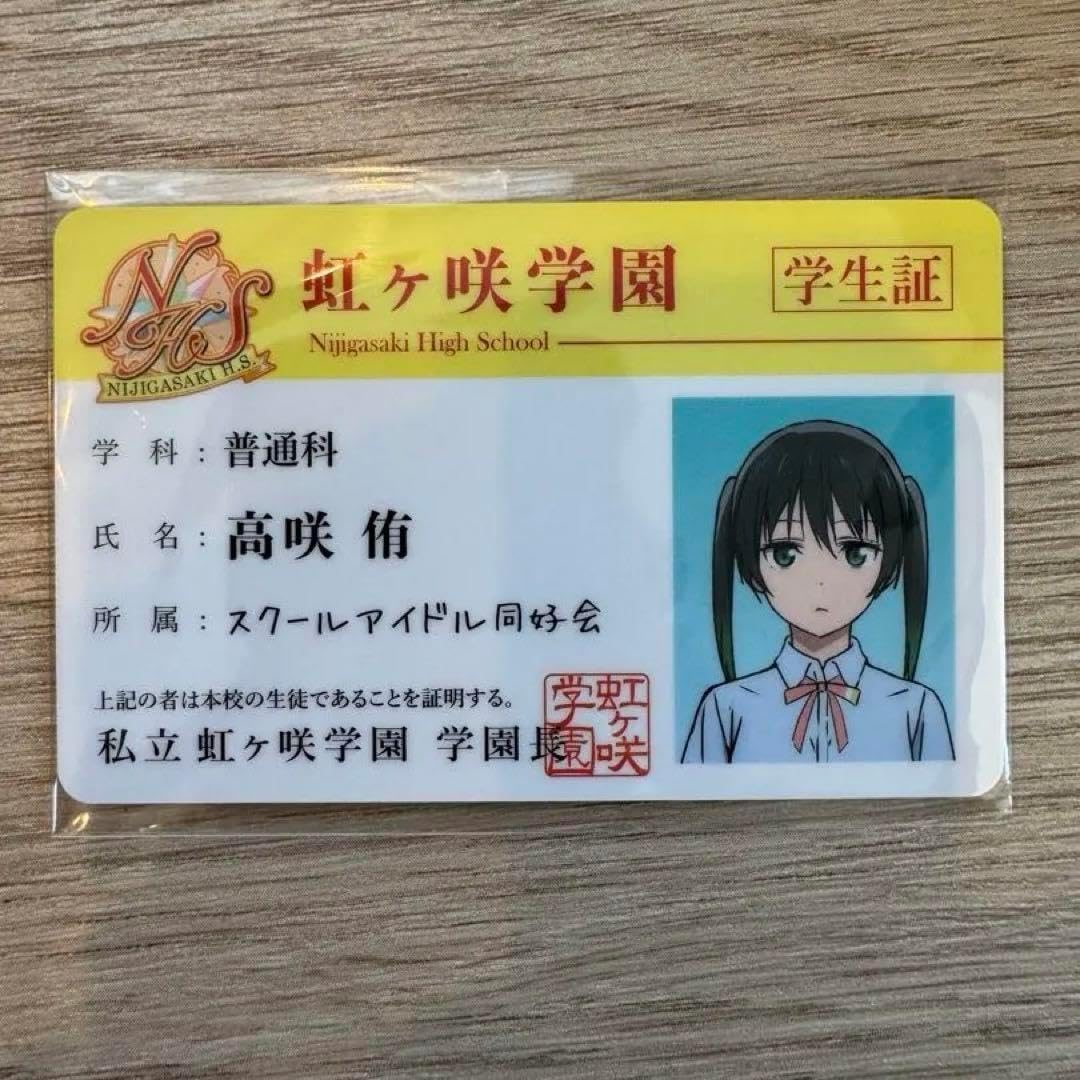 NHS
NIJIGASAKI H.S.
虹ヶ咲学園
学生証
Nijigasaki High School
学 科 : 普通科
氏 名 : 高咲 侑
所 属 : スクールアイドル同好会
上記の者は本校の生徒であることを証明する。
私立 虹ヶ咲学園 学園長
虹ヶ咲
学園